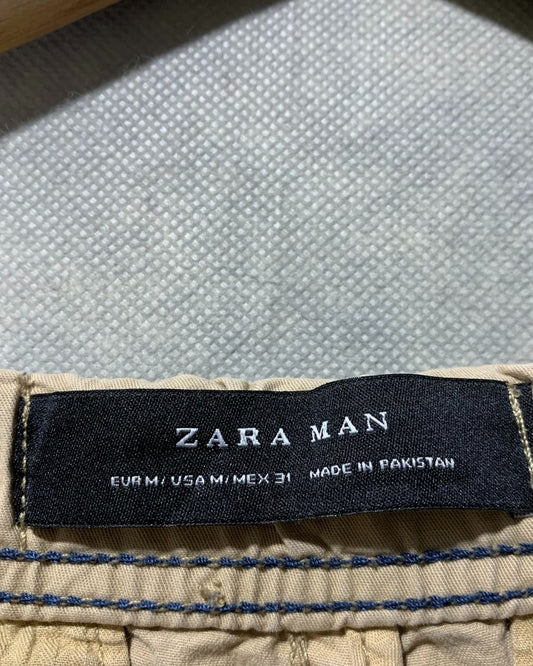 ZARA MAN
EUR M / USA M / MEX 31 MADE IN PAKISTAN